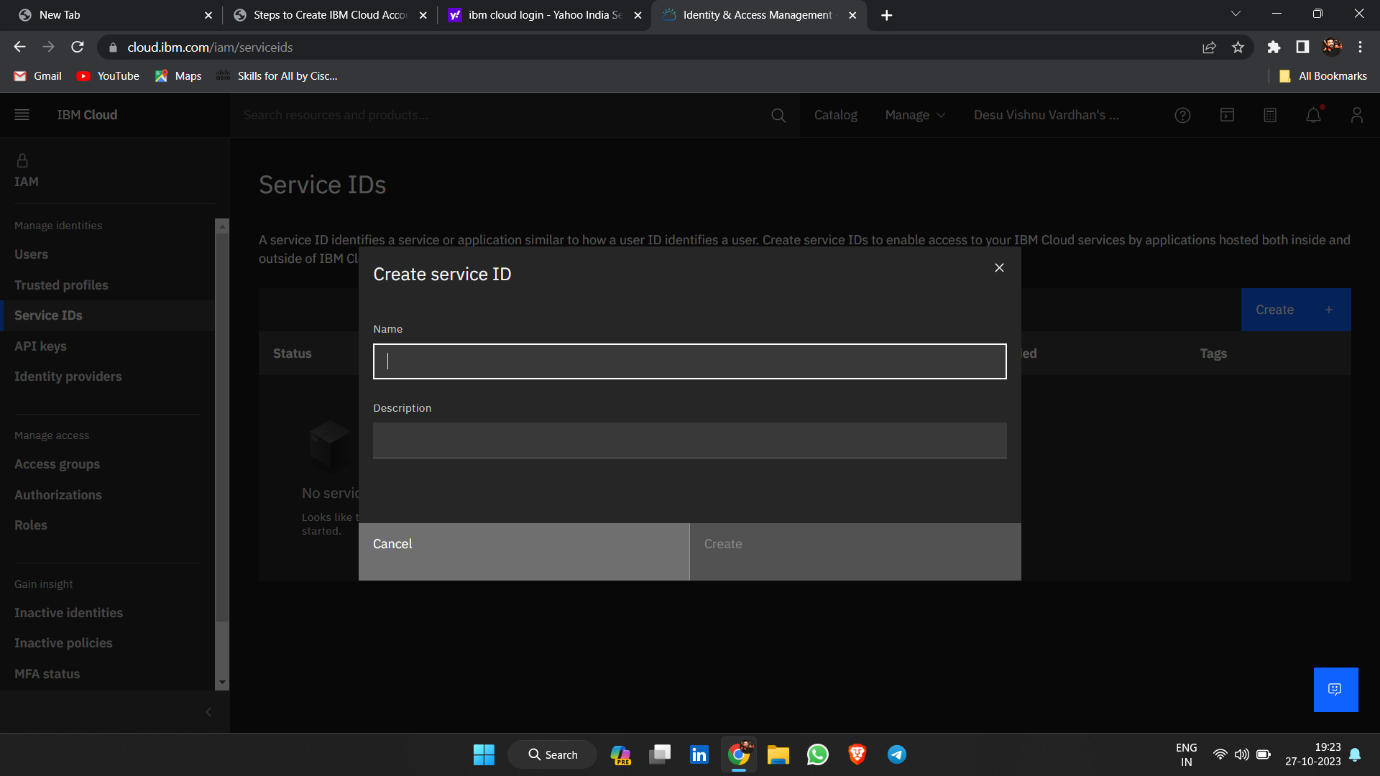 New Tab
Steps to Create IBM Cloud Accou
ibm cloud login - Yahoo India Se
Identity & Access Management -
cloud.ibm.com/iam/serviceids
Gmail
YouTube
Maps
Skills for All by Cisc...
All Bookmarks
IBM Cloud
Search resources and products...
Catalog
Manage
Desu Vishnu Vardhan's ...
IAM
Manage identities
Users
Trusted profiles
Service IDs
API keys
Identity providers
Manage access
Access groups
Authorizations
Roles
Gain insight
Inactive identities
Inactive policies
MFA status
Service IDs
A service ID identifies a service or application similar to how a user ID identifies a user. Create service IDs to enable access to your IBM Cloud services by applications hosted both inside and
outside of IBM Cl
Create +
Status
ied
Tags
No servic
Looks like t
started.
Create service ID
Name
Description
Cancel
Create
Search
PRE
ENG
IN
19:23
27-10-2023